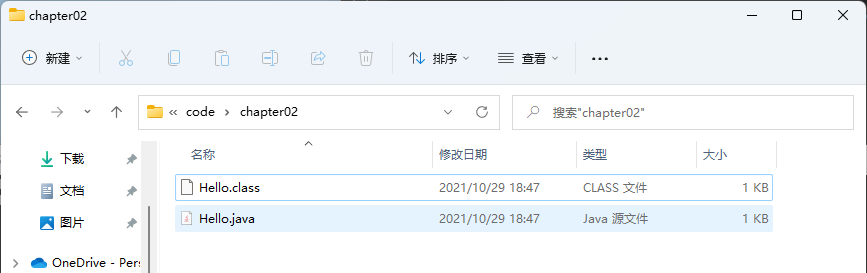 chapter02
新建 排序 查看
code chapter02 搜索"chapter02"
名称 修改日期 类型 大小
下载
Hello.class 2021/10/29 18:47 CLASS 文件 1 KB
文档
Hello.java 2021/10/29 18:47 Java 源文件 1 KB
图片
OneDrive - Pers